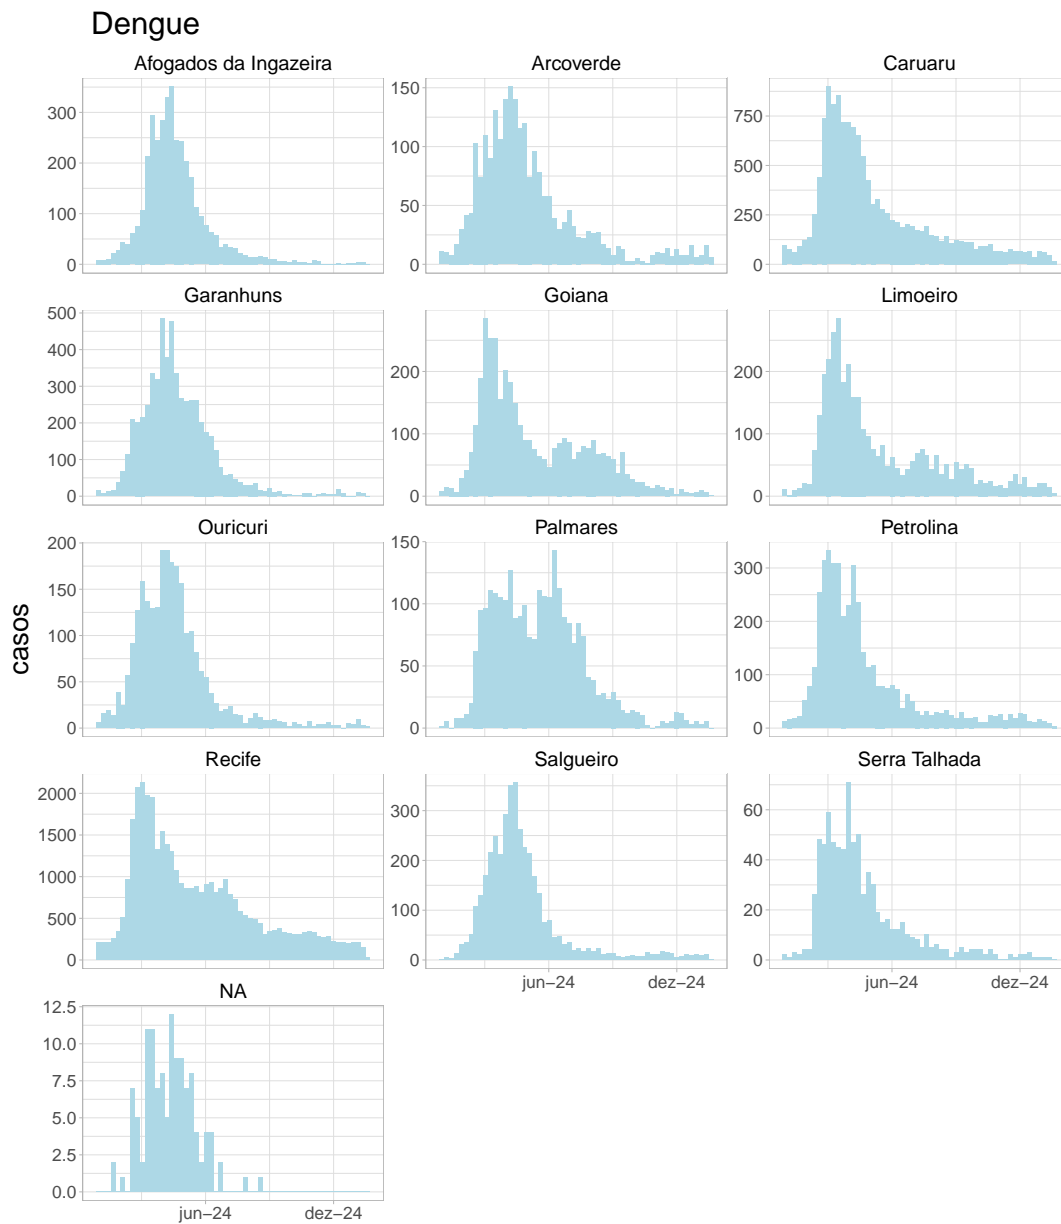 Dengue
Afogados da Ingazeira
Arcoverde
Caruaru
300
200
100
0
150
100
50
0
750
500
250
0
Garanhuns
Goiana
Limoeiro
500
400
300
200
100
0
200
100
0
200
100
0
Ouricuri
Palmares
Petrolina
200
150
100
50
0
150
100
50
0
300
200
100
0
casos
Recife
Salgueiro
Serra Talhada
2000
1500
1000
500
0
300
200
100
0
60
40
20
0
jun−24
dez−24
jun−24
dez−24
NA
12.5
10.0
7.5
5.0
2.5
0.0
jun−24
dez−24